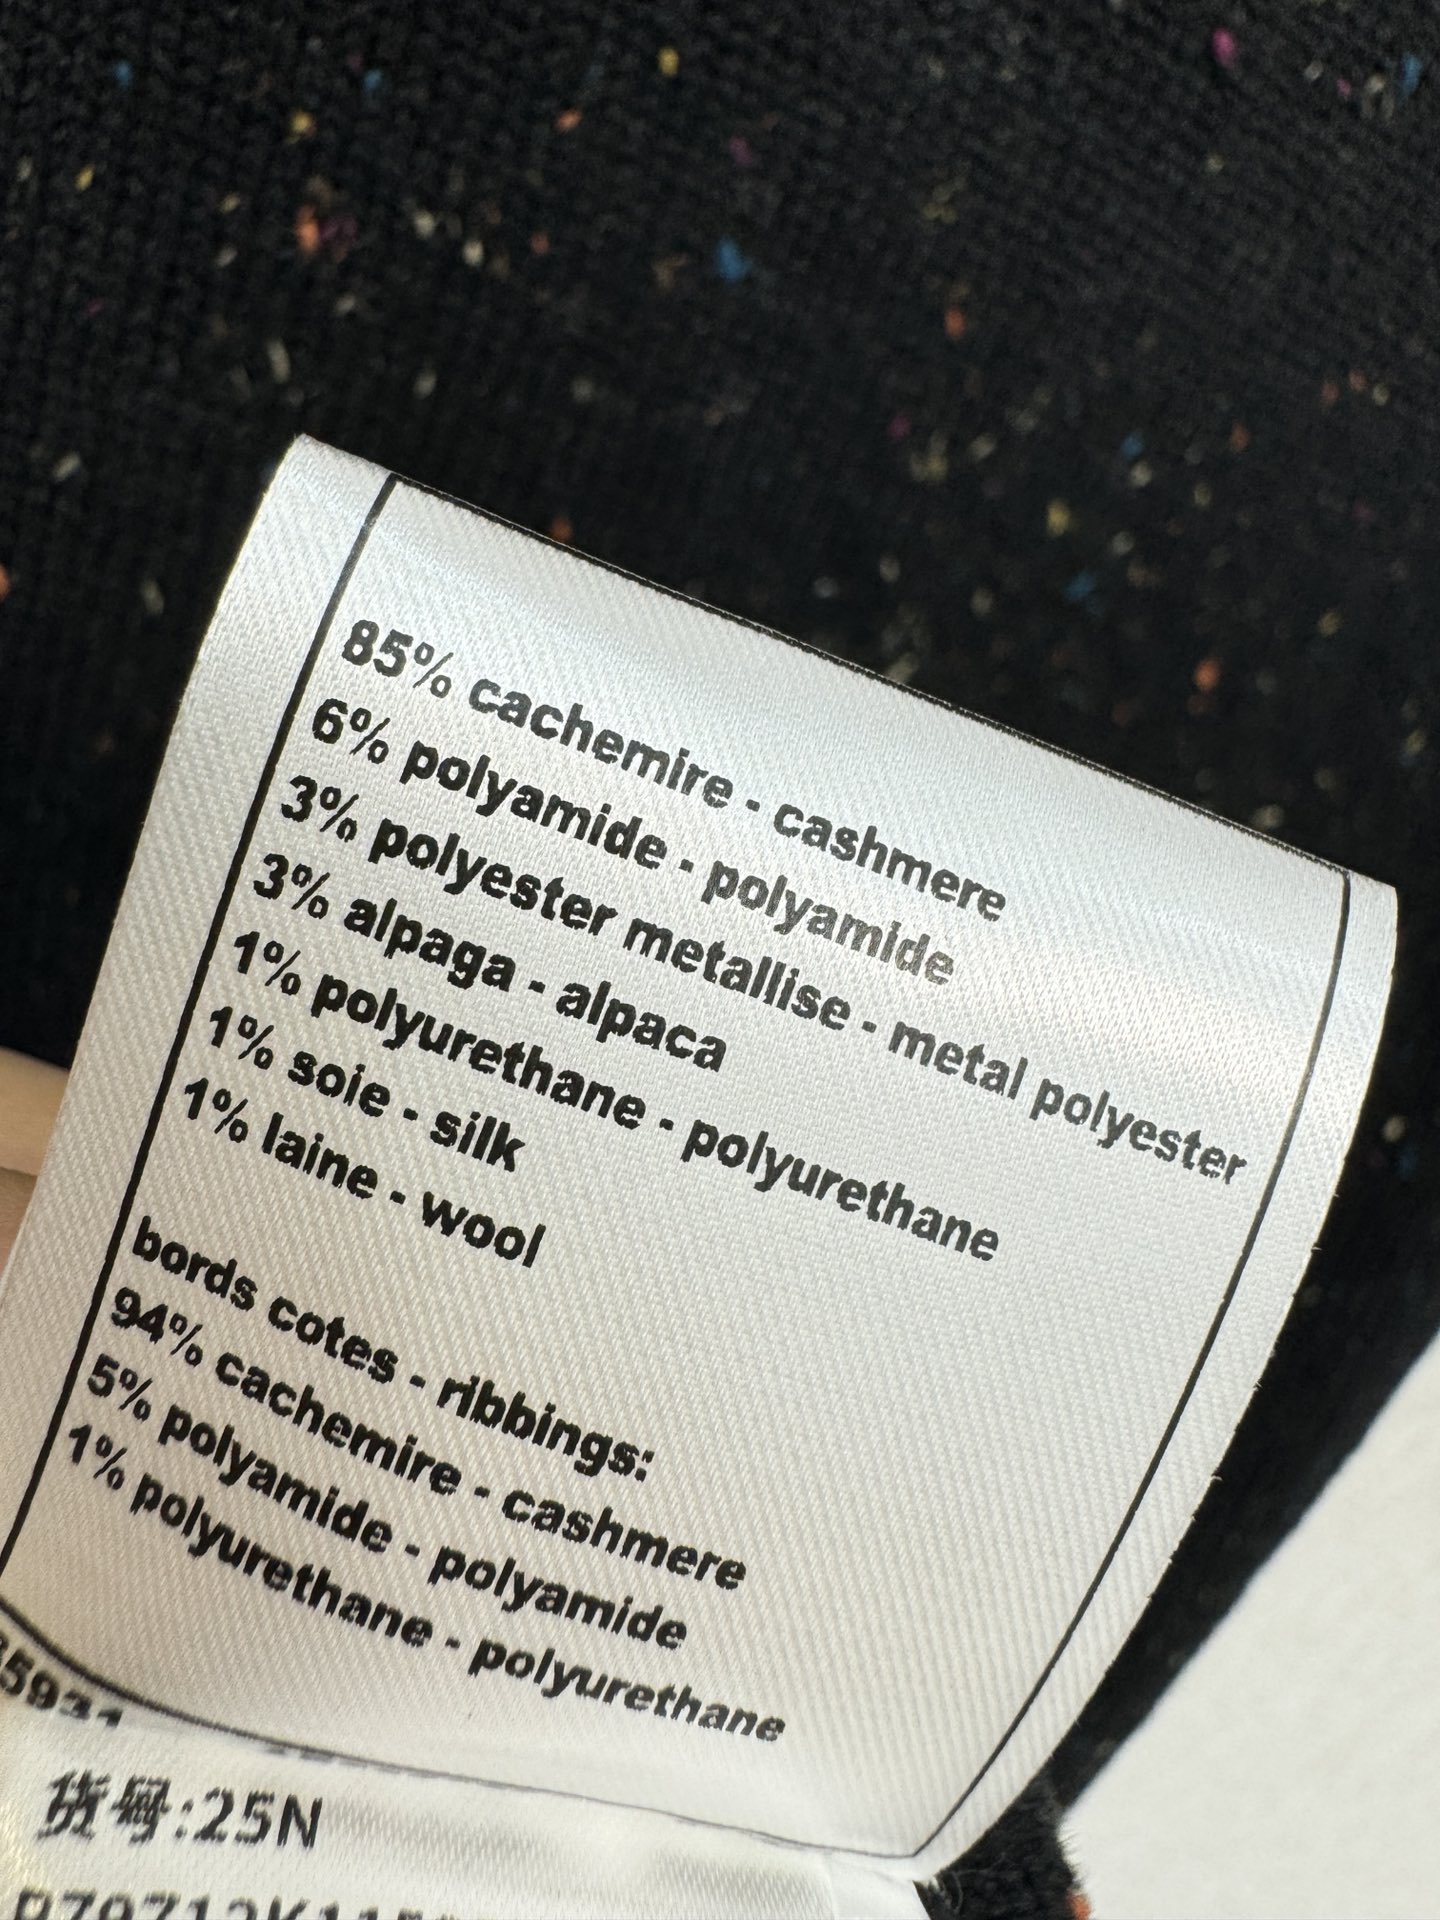 85% cachemire - cashmere
6% polyamide - polyamide
3% polyester metallise - metal polyester
3% alpaga - alpaca
1% polyurethane - polyurethane
1% soie - silk
1% laine - wool
bords cotes - ribbings:
94% cachemire - cashmere
5% polyamide - polyamide
1% polyurethane - polyurethane
货号:25N